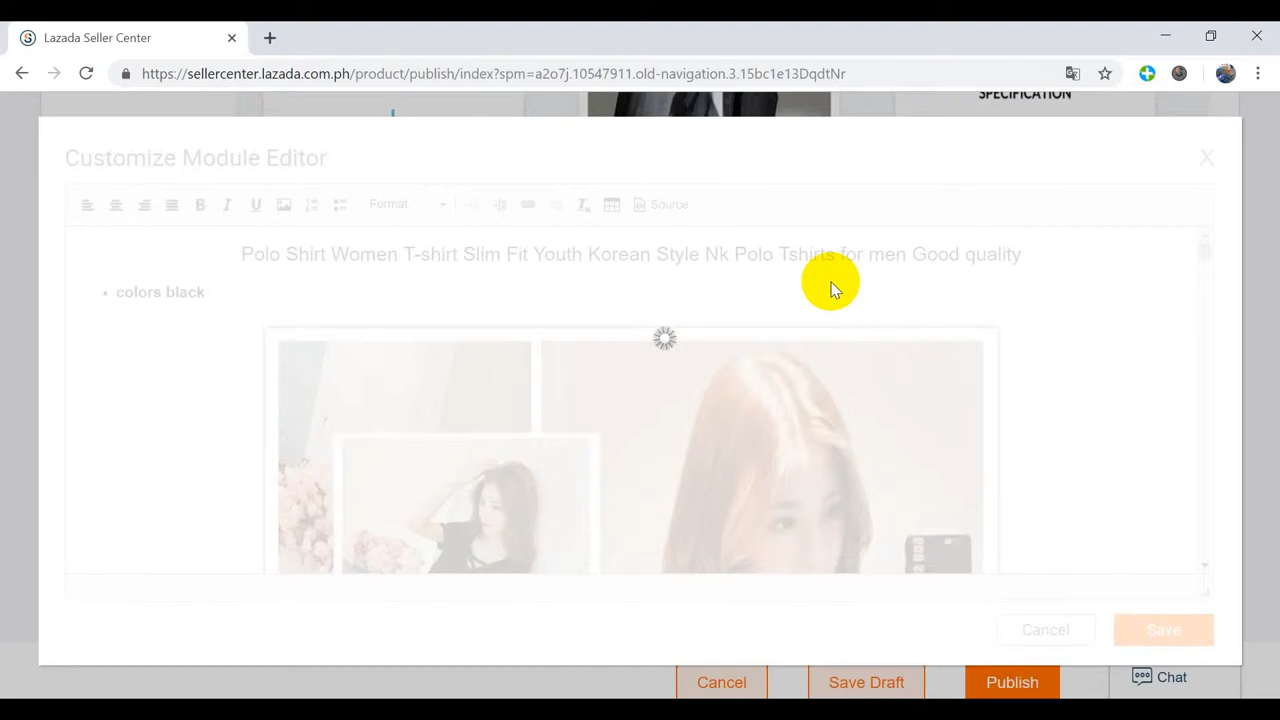 Lazada Seller Center
https://sellercenter.lazada.com.ph/product/publish/index?spm=a2o7j.10547911.old-navigation.3.15bc1e13DqdtNr
SPECIFICATION
Customize Module Editor
X
B I U Format Source
Polo Shirt Women T-shirt Slim Fit Youth Korean Style Nk Polo Tshirts for men Good quality
• colors black
Cancel Save
Cancel Save Draft Publish Chat